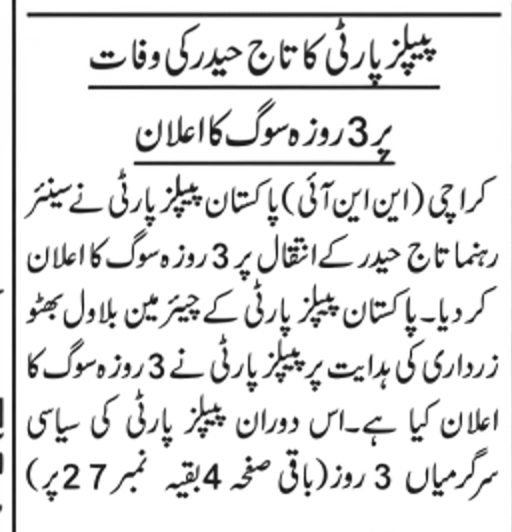 پیپلز پارٹی کا تاج حیدر کی وفات
پر 3 روزہ سوگ کا اعلان
کراچی (این این آئی) پاکستان پیپلز پارٹی نے سینئر
رہنما تاج حیدر کے انتقال پر 3 روزہ سوگ کا اعلان
کر دیا۔ پاکستان پیپلز پارٹی کے چیئرمین بلاول بھٹو
زرداری کی ہدایت پر پیپلز پارٹی نے 3 روزہ سوگ کا
اعلان کیا ہے۔ اس دوران پیپلز پارٹی کی سیاسی
سرگرمیاں 3 روز (باقی صفحہ 4 بقیہ نمبر 27 پر)